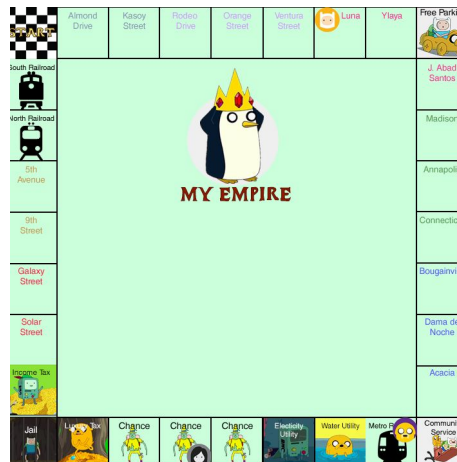 START
Almond
Drive
Kasoy
Street
Rodeo
Drive
Orange
Street
Ventura
Street
Luna
Ylaya
Free Parki
South Railroad
North Railroad
5th
Avenue
9th
Street
Galaxy
Street
Solar
Street
Income Tax
MY EMPIRE
J. Abad
Santos
Madison
Annapoli
Connectic
Bougainvi
Dama de
Noche
Acacia
Jail
Tax
Chance
Chance
Chance
Electicity
Utility
Water Utility
Metro
Communi
Service